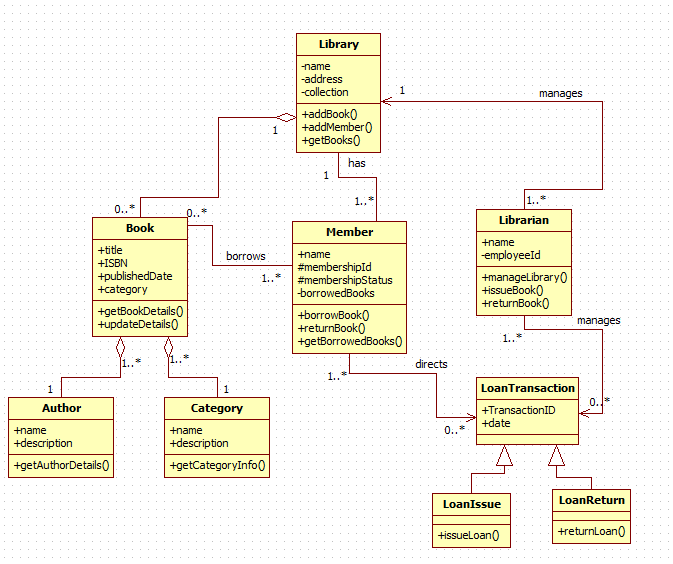 Library
-name
-address
-collection
+addBook()
+addMember()
+getBooks()
1
manages
1
has
1
1..*
1..*
0..*
0..*
Book
+title
+ISBN
+publishedDate
+category
+getBookDetails()
+updateDetails()
borrows
1..*
Member
+name
#membershipId
#membershipStatus
-borrowedBooks
+borrowBook()
+returnBook()
+getBorrowedBooks()
Librarian
+name
-employeeId
+manageLibrary()
+issueBook()
+returnBook()
manages
1..*
1..*
1..*
directs
1..*
1
1
0..*
0..*
Author
+name
+description
+getAuthorDetails()
Category
+name
+description
+getCategoryInfo()
LoanTransaction
+TransactionID
+date
LoanIssue
+issueLoan()
LoanReturn
+returnLoan()